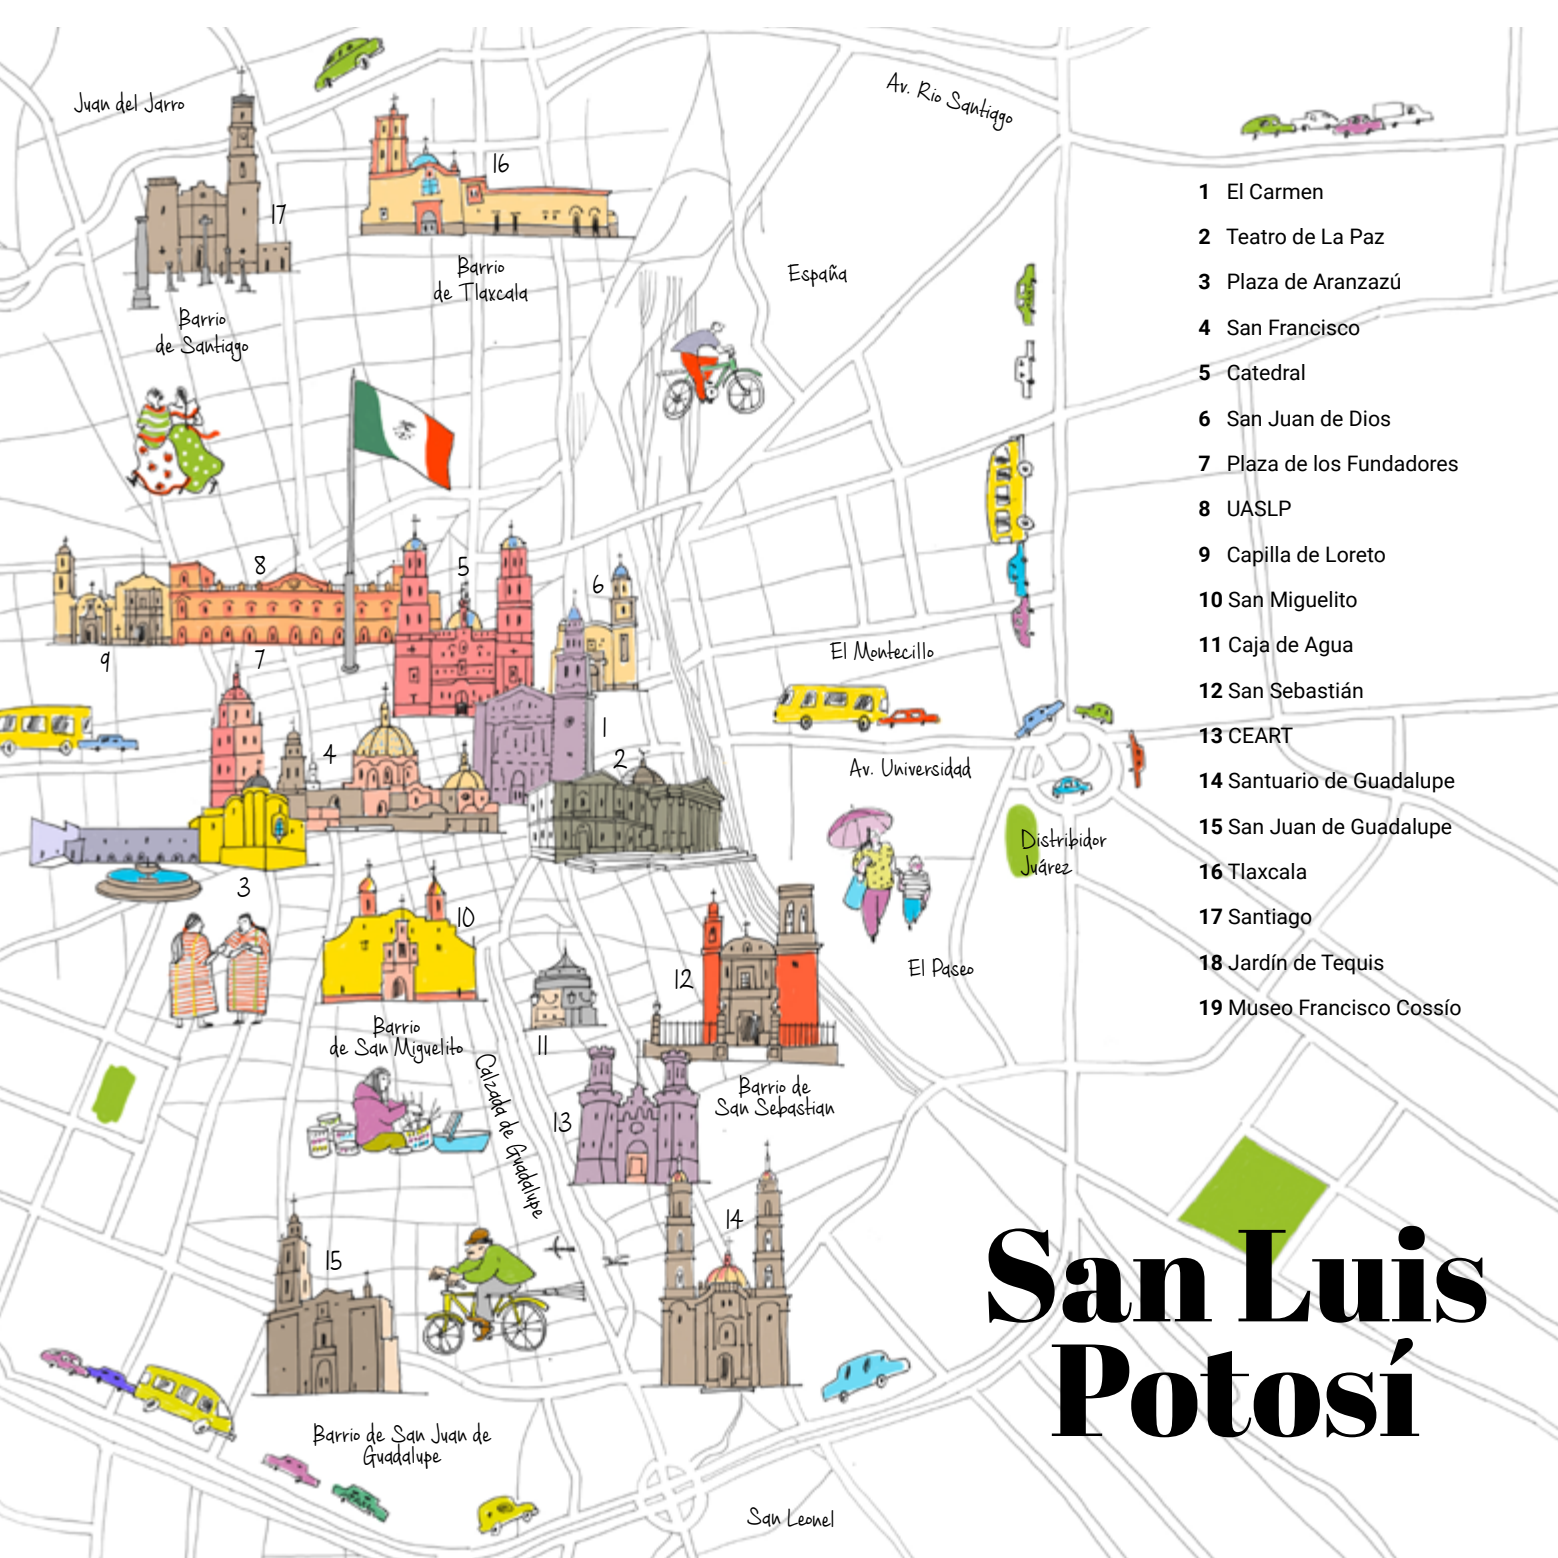 Juan del Jarro
Av. Rio Santiago
16
17
Barrio
de Tlaxcala
España
Barrio
de Santiago
8
5
6
9
7
El Montecillo
1
4
2
Av. Universidad
Distribidor
Juárez
3
10
12
El Paseo
Barrio
de San Miguelito
11
Calzada de Guadalupe
Barrio de
San Sebastian
13
14
15
Barrio de San Juan de
Guadalupe
San Leonel
1 El Carmen
2 Teatro de La Paz
3 Plaza de Aranzazú
4 San Francisco
5 Catedral
6 San Juan de Dios
7 Plaza de los Fundadores
8 UASLP
9 Capilla de Loreto
10 San Miguelito
11 Caja de Agua
12 San Sebastián
13 CEART
14 Santuario de Guadalupe
15 San Juan de Guadalupe
16 Tlaxcala
17 Santiago
18 Jardín de Tequis
19 Museo Francisco Cossío
San Luis
Potosí